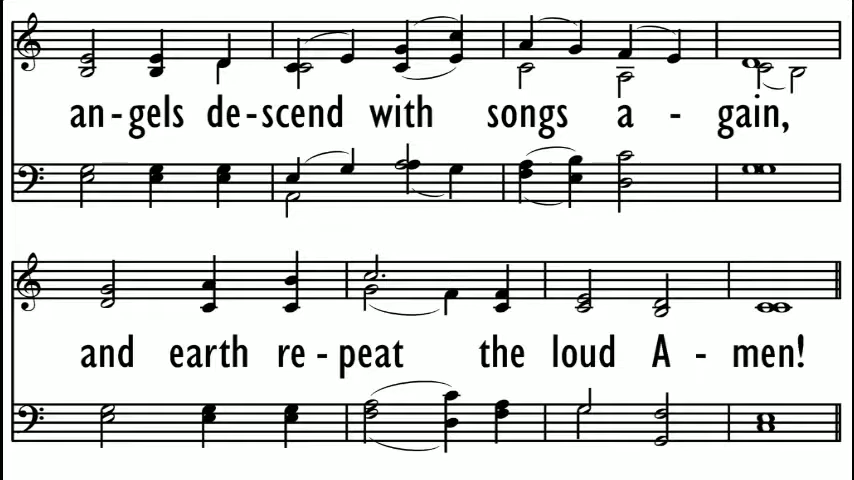 an-gels de-scend with songs a - gain,
and earth re-peat the loud A - men!